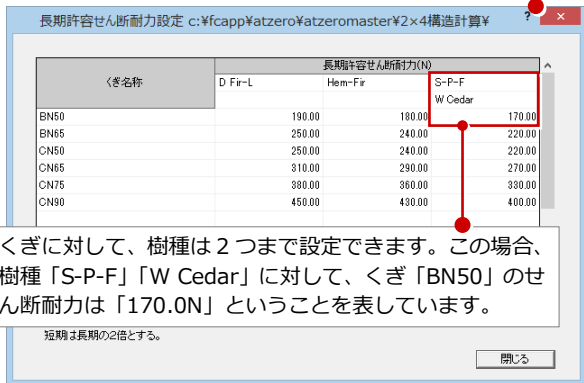 長期許容せん断耐力設定 c:¥fcapp¥atzero¥atzeromaster¥2×4構造計算¥ ? ×
長期許容せん断耐力(N)
くぎ名称 D Fir-L Hem-Fir S-P-F
W Cedar
BN50 190.00 180.00 170.00
BN65 250.00 240.00 220.00
CN50 250.00 240.00 220.00
CN65 310.00 290.00 270.00
CN75 380.00 360.00 330.00
CN90 450.00 430.00 400.00
くぎに対して、樹種は２つまで設定できます。この場合、
樹種「S-P-F」「W Cedar」に対して、くぎ「BN50」のせ
ん断耐力は「170.0N」ということを表しています。
短期は長期の2倍とする。
閉じる